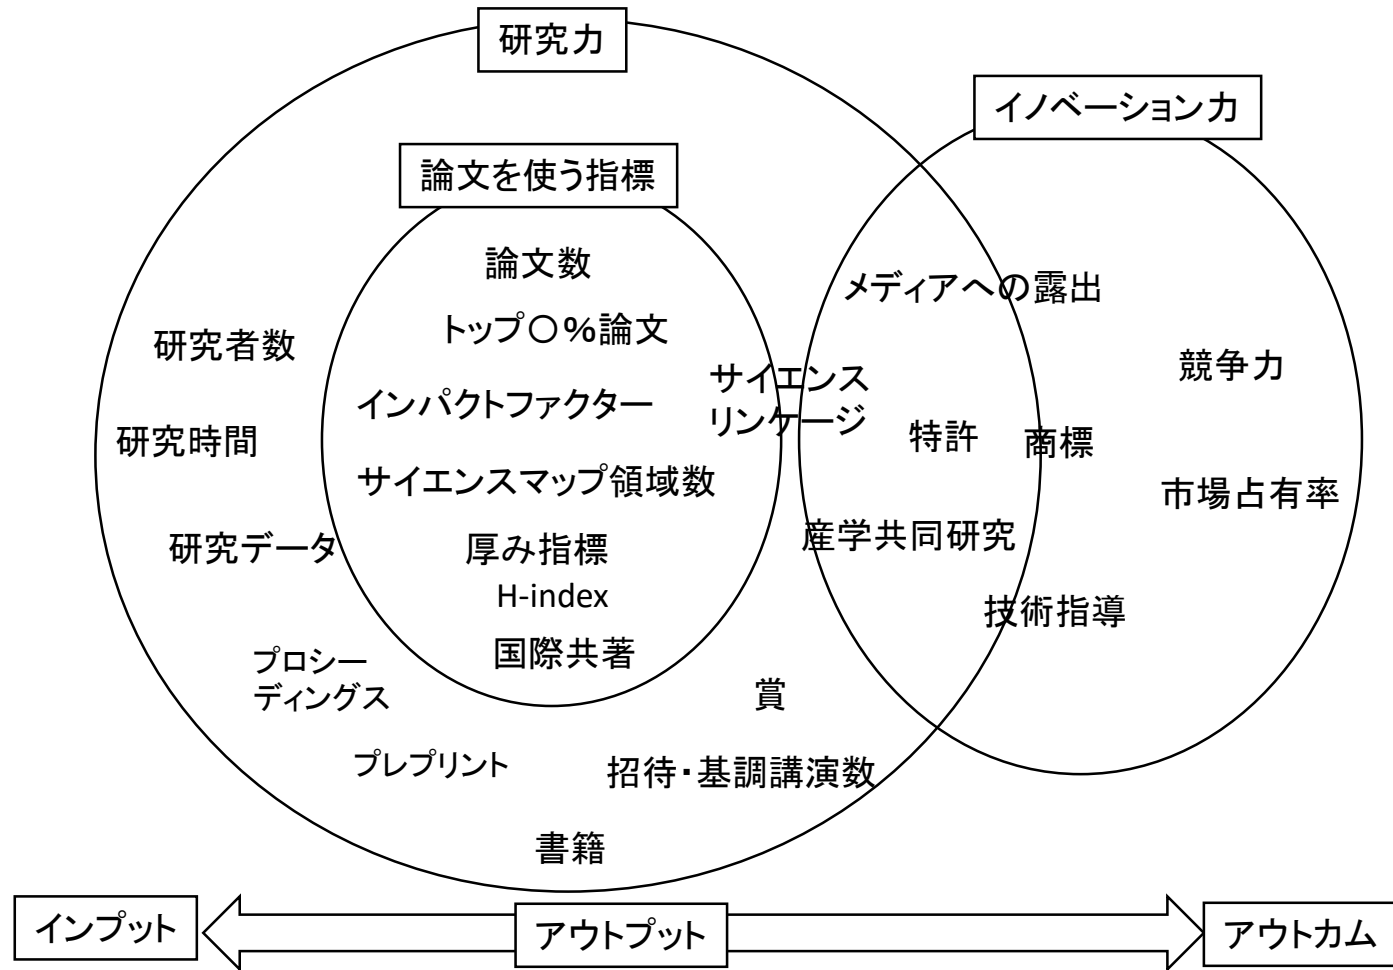 研究力
イノベーション力
論文を使う指標
論文数
トップ〇%論文
インパクトファクター
サイエンスマップ領域数
厚み指標
H-index
国際共著
研究者数
研究時間
研究データ
プロシー
ディングス
プレプリント
書籍
賞
招待・基調講演数
サイエンス
リンケージ
メディアへの露出
特許
商標
産学共同研究
技術指導
競争力
市場占有率
インプット
アウトプット
アウトカム